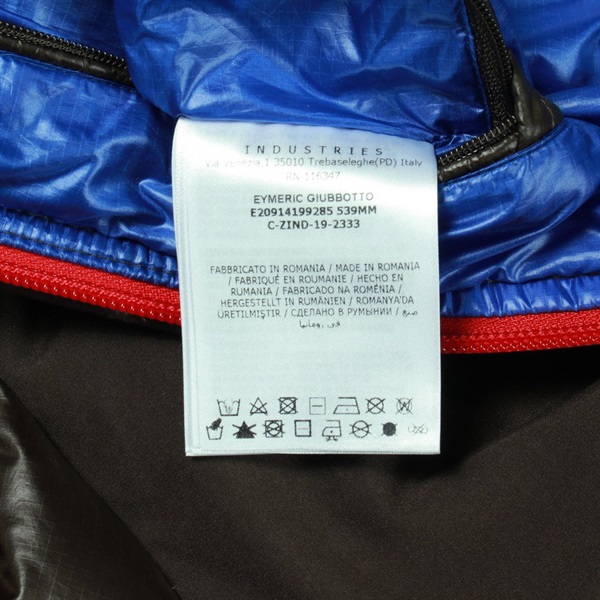 INDUSTRIES
Via Venezia,1 35010 Trebaseleghe(PD) Italy
RN 116347
EYMERIC GIUBBOTTO
E20914199285 539MM
C-ZIND-19-2333
FABBRICATO IN ROMANIA / MADE IN ROMANIA
/ FABRIQUÉ EN ROUMANIE / HECHO EN
RUMANIA / FABRICADO NA ROMÉNIA /
HERGESTELLT IN RUMÄNIEN / ROMANYA'DA
ÜRETILMIŞTIR / СДЕЛАНО В РУМЫНИИ / صنع
في رومانيا